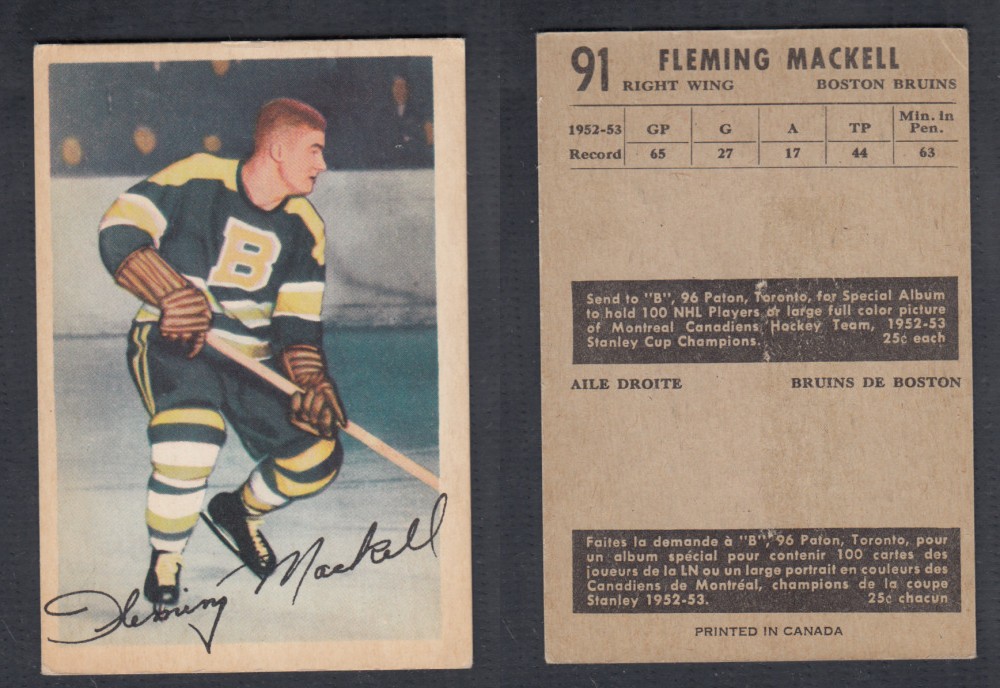 B
Fleming Mackell
91 FLEMING MACKELL
RIGHT WING BOSTON BRUINS
1952-53 Record GP G A TP Min. in Pen.
65 27 17 44 63
Send to "B", 96 Paton, Toronto, for Special Album
to hold 100 NHL Players or large full color picture
of Montreal Canadiens Hockey Team, 1952-53
Stanley Cup Champions. 25¢ each
AILE DROITE BRUINS DE BOSTON
Faites la demande à "B", 96 Paton, Toronto, pour
un album spécial pour contenir 100 cartes des
joueurs de la LN ou un large portrait en couleurs des
Canadiens de Montréal, champions de la coupe
Stanley 1952-53. 25¢ chacun
PRINTED IN CANADA